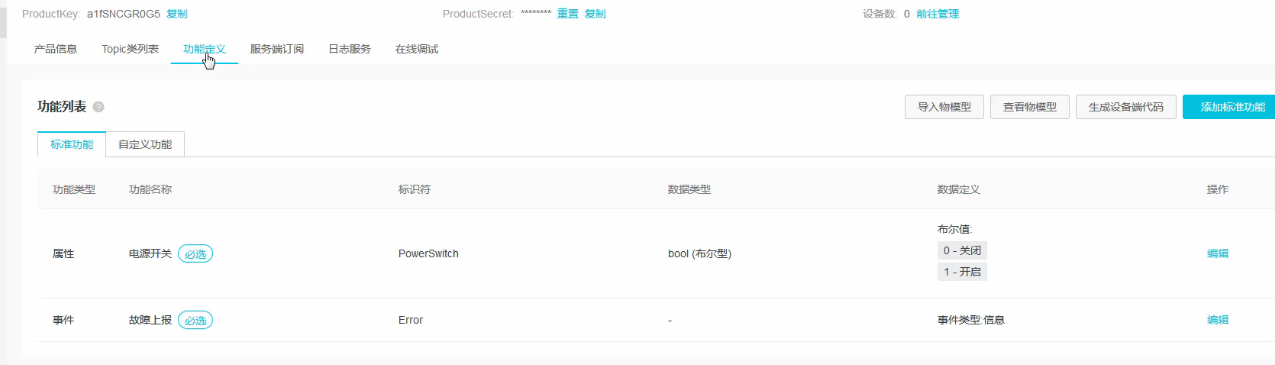 ProductKey: a1fSNCGR0G5 复制 ProductSecret: ******** 重置 复制 设备数: 0 前往管理
产品信息 Topic类列表 功能定义 服务端订阅 日志服务 在线调试
功能列表 ? 导入物模型 查看物模型 生成设备端代码 添加标准功能
标准功能 自定义功能
功能类型 功能名称 标识符 数据类型 数据定义 操作
属性 电源开关 必选 PowerSwitch bool (布尔型) 布尔值: 编辑
0 - 关闭
1 - 开启
事件 故障上报 必选 Error - 事件类型:信息 编辑